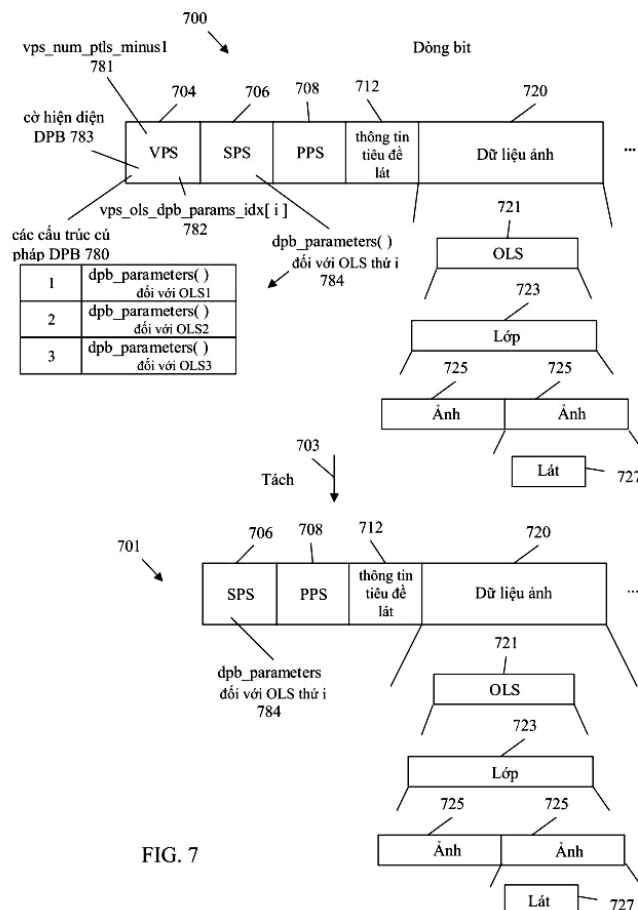 700
Dòng bit
vps_num_ptls_minus1
781
704
706
708
712
720
cờ hiện diện
DPB 783
VPS
SPS
PPS
thông tin
tiêu đề
lát
Dữ liệu ảnh
...
vps_ols_dpb_params_idx[ i ]
782
các cấu trúc cú
pháp DPB 780
dpb_parameters( )
đối với OLS thứ i
784
1
dpb_parameters( )
đối với OLS1
2
dpb_parameters( )
đối với OLS2
3
dpb_parameters( )
đối với OLS3
721
OLS
723
Lớp
725
725
Ảnh
Ảnh
Lát
727
703
Tách
701
706
708
712
720
SPS
PPS
thông tin
tiêu đề
lát
Dữ liệu ảnh
...
dpb_parameters
đối với OLS thứ i
784
721
OLS
723
Lớp
725
725
Ảnh
Ảnh
Lát
727
FIG. 7